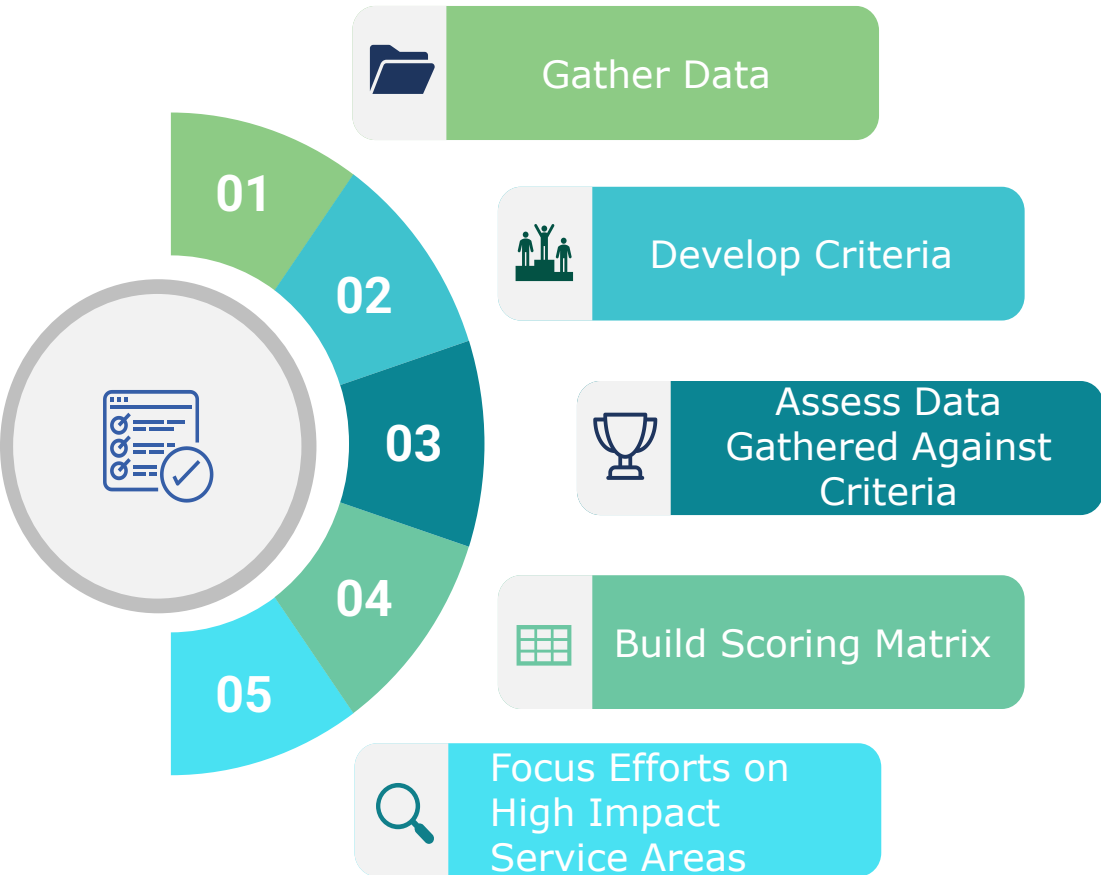 Gather Data
01
Develop Criteria
02
Assess Data
Gathered Against
Criteria
03
Build Scoring Matrix
04
Focus Efforts on
High Impact
Service Areas
05